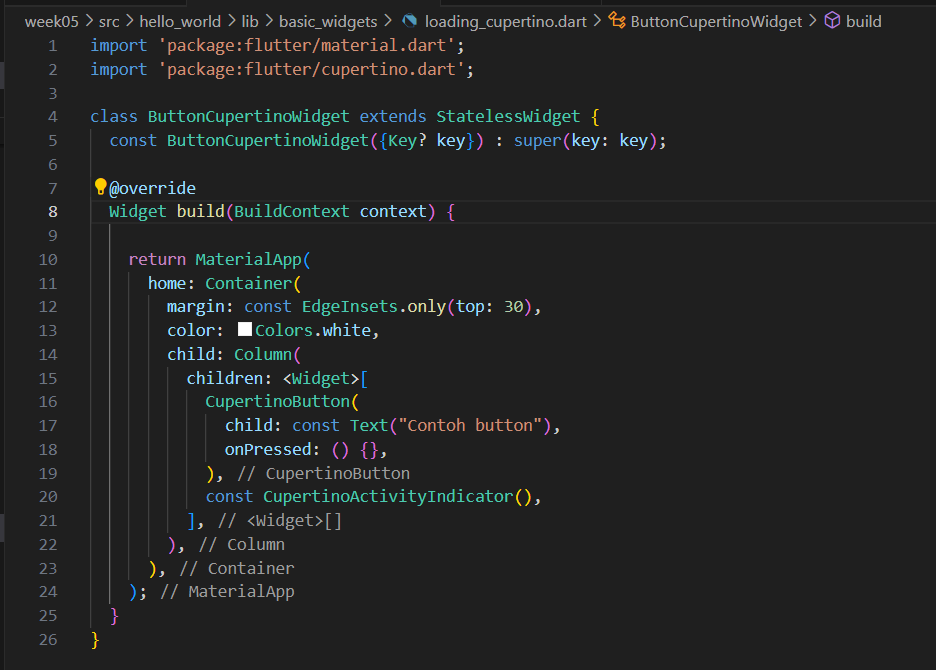 week05 > src > hello_world > lib > basic_widgets > loading_cupertino.dart > ButtonCupertinoWidget > build
1 import 'package:flutter/material.dart';
2 import 'package:flutter/cupertino.dart';
3
4 class ButtonCupertinoWidget extends StatelessWidget {
5   const ButtonCupertinoWidget({Key? key}) : super(key: key);
6
7   @override
8   Widget build(BuildContext context) {
9
10     return MaterialApp(
11       home: Container(
12         margin: const EdgeInsets.only(top: 30),
13         color: Colors.white,
14         child: Column(
15           children: <Widget>[
16             CupertinoButton(
17               child: const Text("Contoh button"),
18               onPressed: () {},
19             ), // CupertinoButton
20             const CupertinoActivityIndicator(),
21           ], // <Widget>[]
22         ), // Column
23       ), // Container
24     ); // MaterialApp
25   }
26 }